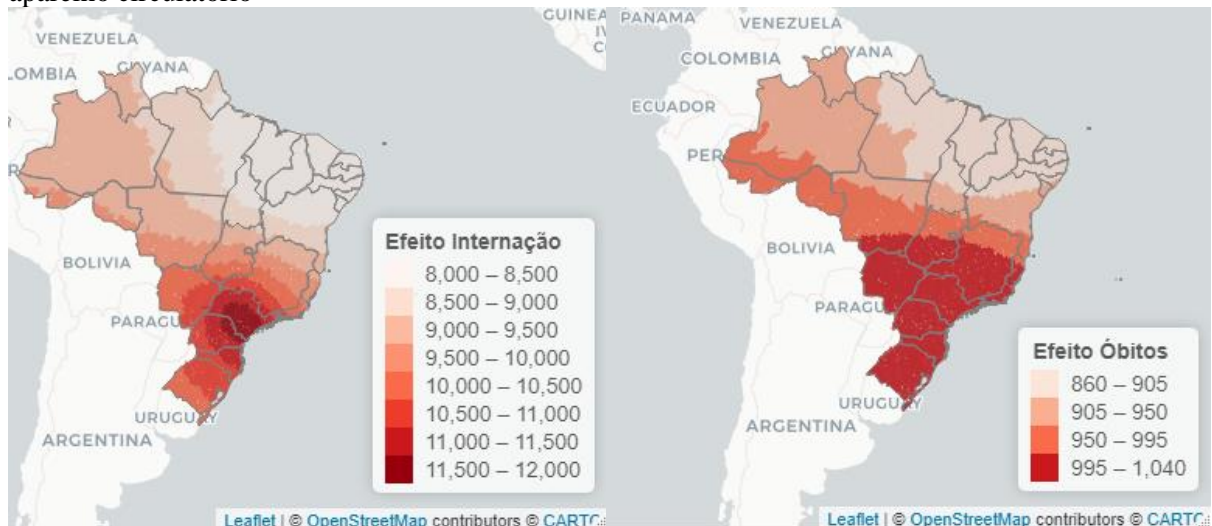 VENEZUELA
GUYANA
OMBIA
BOLIVIA
PARAGU
URUGUAY
ARGENTINA
GUINEA
Efeito Internação
8,000 – 8,500
8,500 – 9,000
9,000 – 9,500
9,500 – 10,000
10,000 – 10,500
10,500 – 11,000
11,000 – 11,500
11,500 – 12,000
Leaflet | © OpenStreetMap contributors © CARTO
PANAMA
VENEZUELA
COLOMBIA
GUYANA
ECUADOR
PER
BOLIVIA
PARAGUA
URUGUAY
ARGENTINA
Efeito Óbitos
860 – 905
905 – 950
950 – 995
995 – 1,040
Leaflet | © OpenStreetMap contributors © CARTO